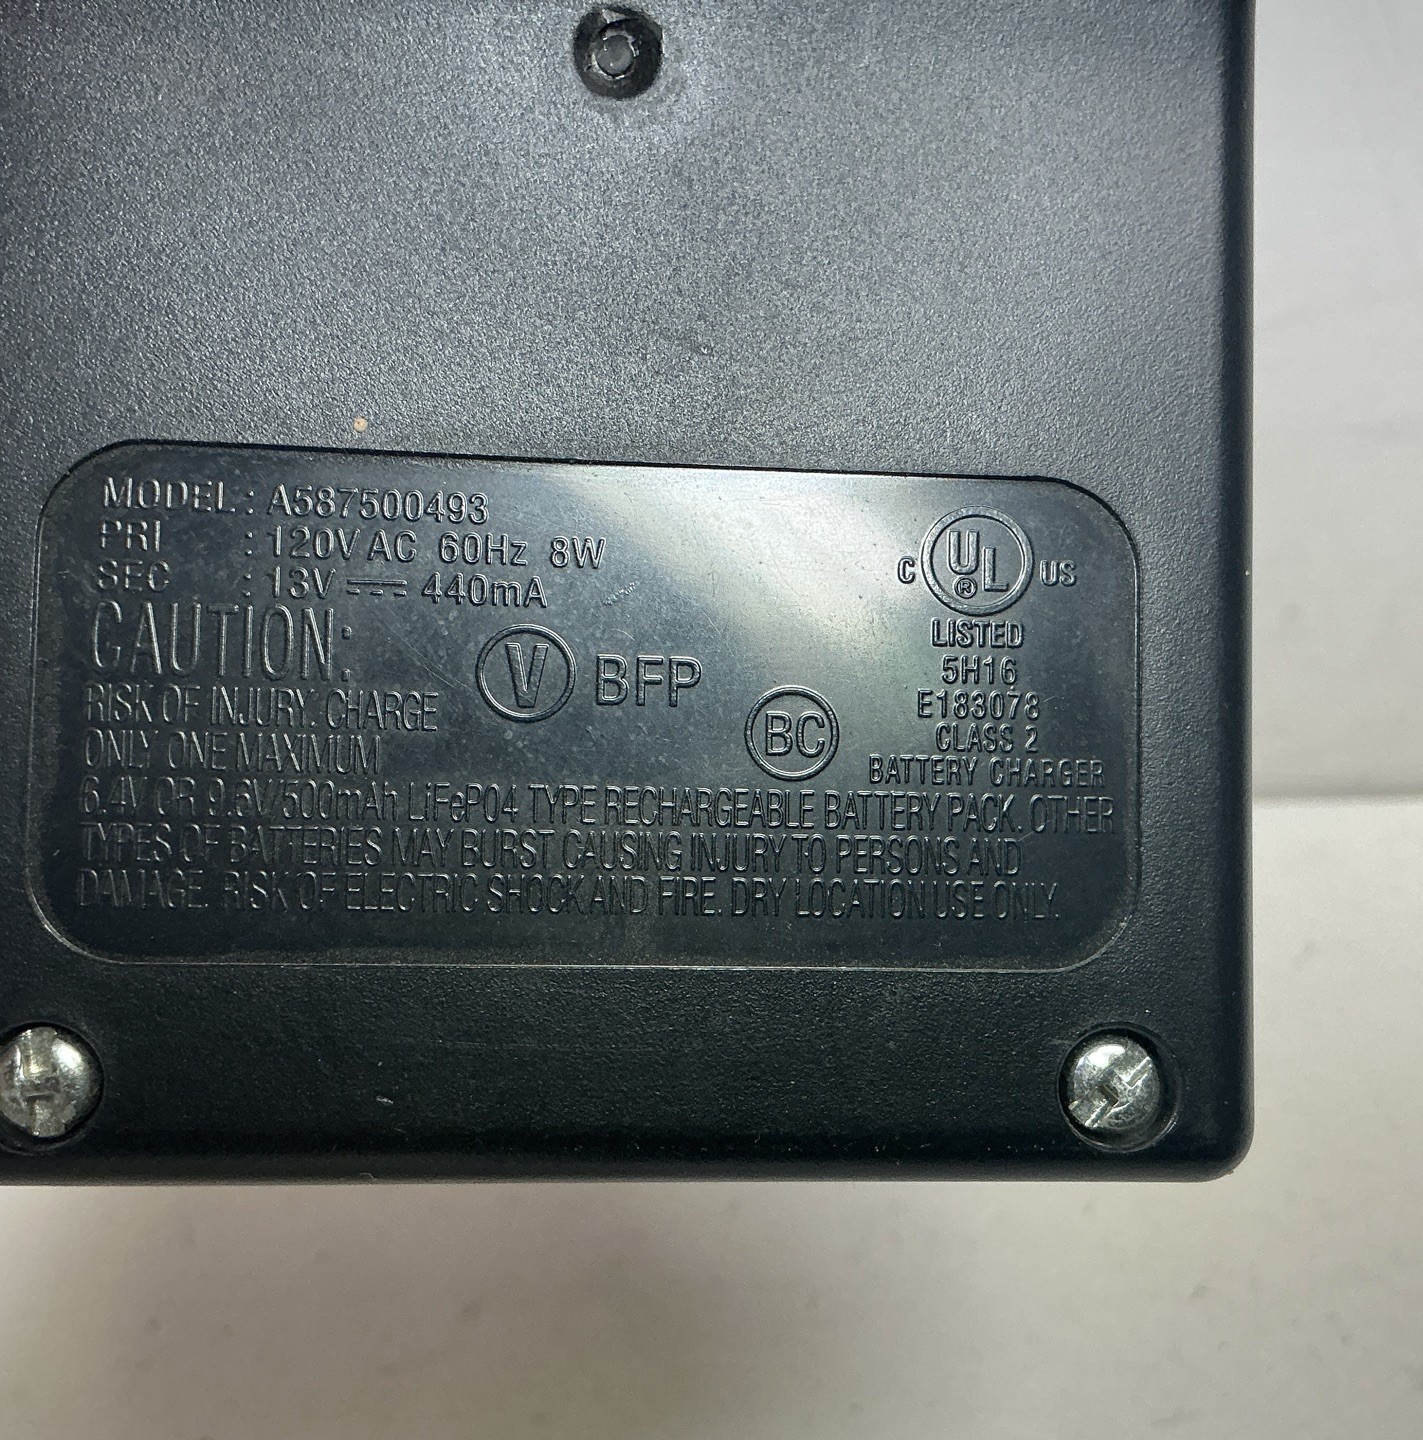 MODEL : A587500493
PRI : 120V AC 60Hz 8W
SEC : 13V 440mA
CAUTION:
RISK OF INJURY. CHARGE
ONLY ONE MAXIMUM
6.4V OR 9.6V/500mAh LiFePO4 TYPE RECHARGEABLE BATTERY PACK. OTHER
TYPES OF BATTERIES MAY BURST CAUSING INJURY TO PERSONS AND
DAMAGE. RISK OF ELECTRIC SHOCK AND FIRE. DRY LOCATION USE ONLY.
V BFP
BC
C UL ® US
LISTED
5H16
E183078
CLASS 2
BATTERY CHARGER